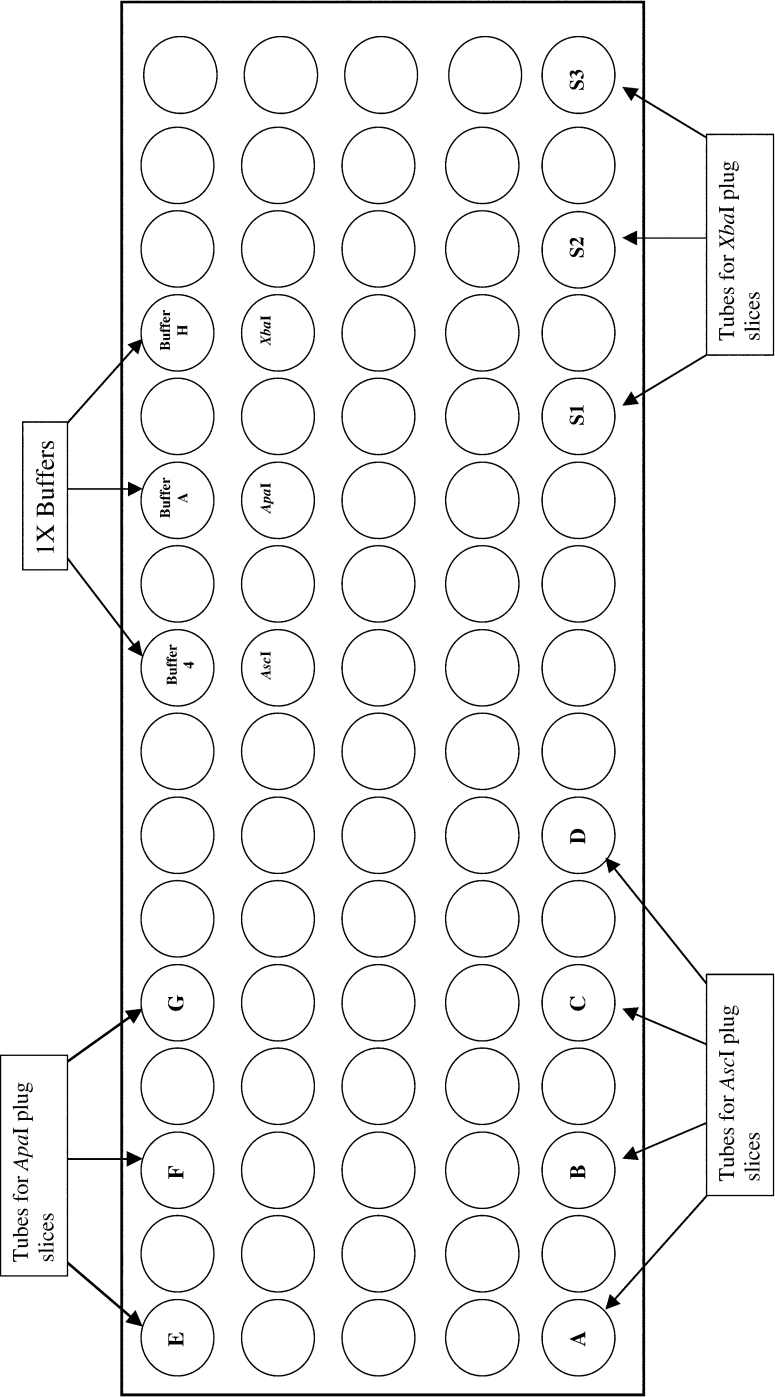 Tubes for ApaI plug
slices
1X Buffers
E
F
G
Buffer
4
Buffer
A
Buffer
H
AscI
ApaI
XbaI
A
B
C
D
S1
S2
S3
Tubes for AscI plug
slices
Tubes for XbaI plug
slices